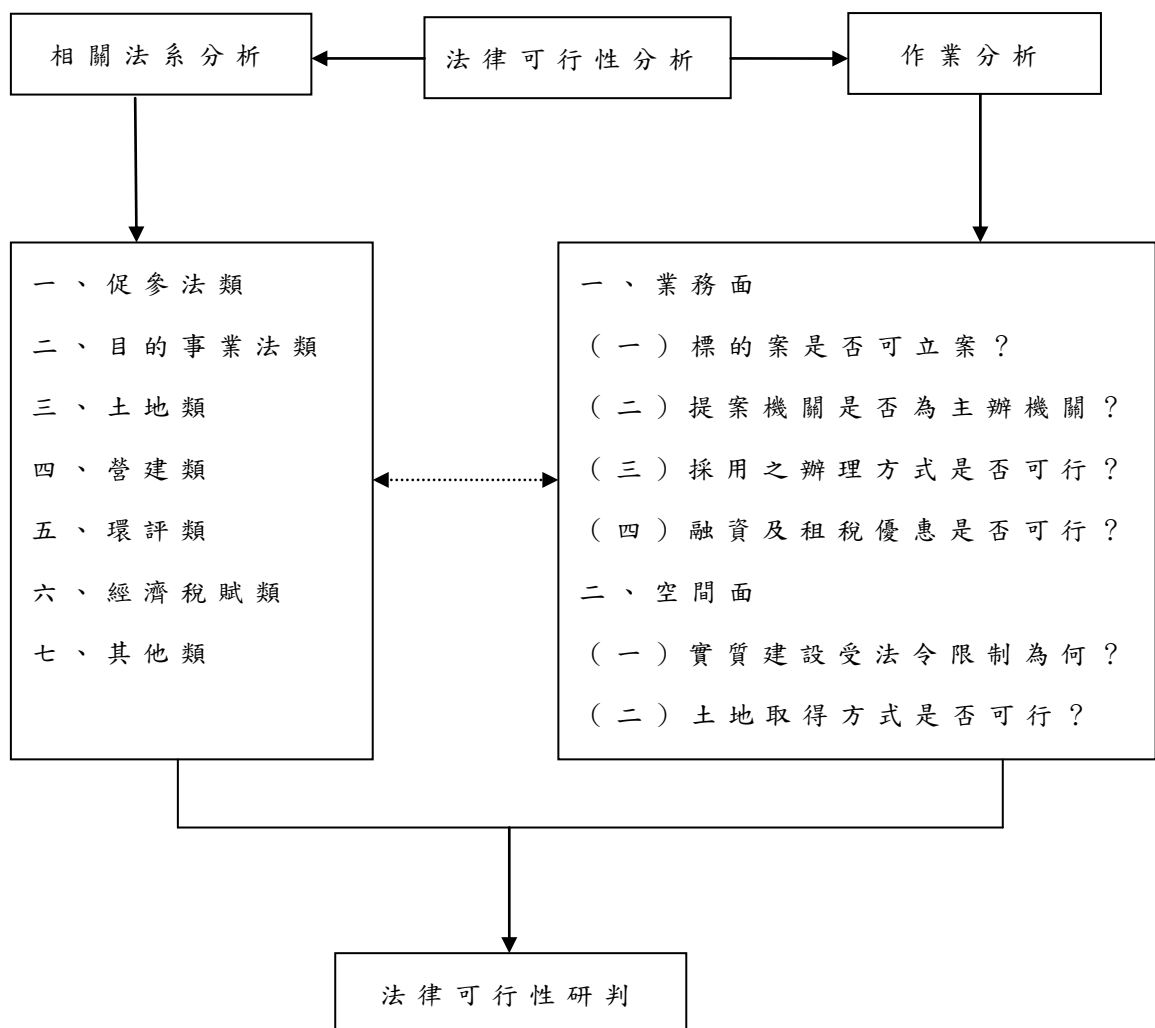 相關法系分析
法律可行性分析
作業分析
一、促參法類
二、目的事業法類
三、土地類
四、營建類
五、環評類
六、經濟稅賦類
七、其他類
一、業務面
（一）標的案是否可立案？
（二）提案機關是否為主辦機關？
（三）採用之辦理方式是否可行？
（四）融資及租稅優惠是否可行？
二、空間面
（一）實質建設受法令限制為何？
（二）土地取得方式是否可行？
法律可行性研判